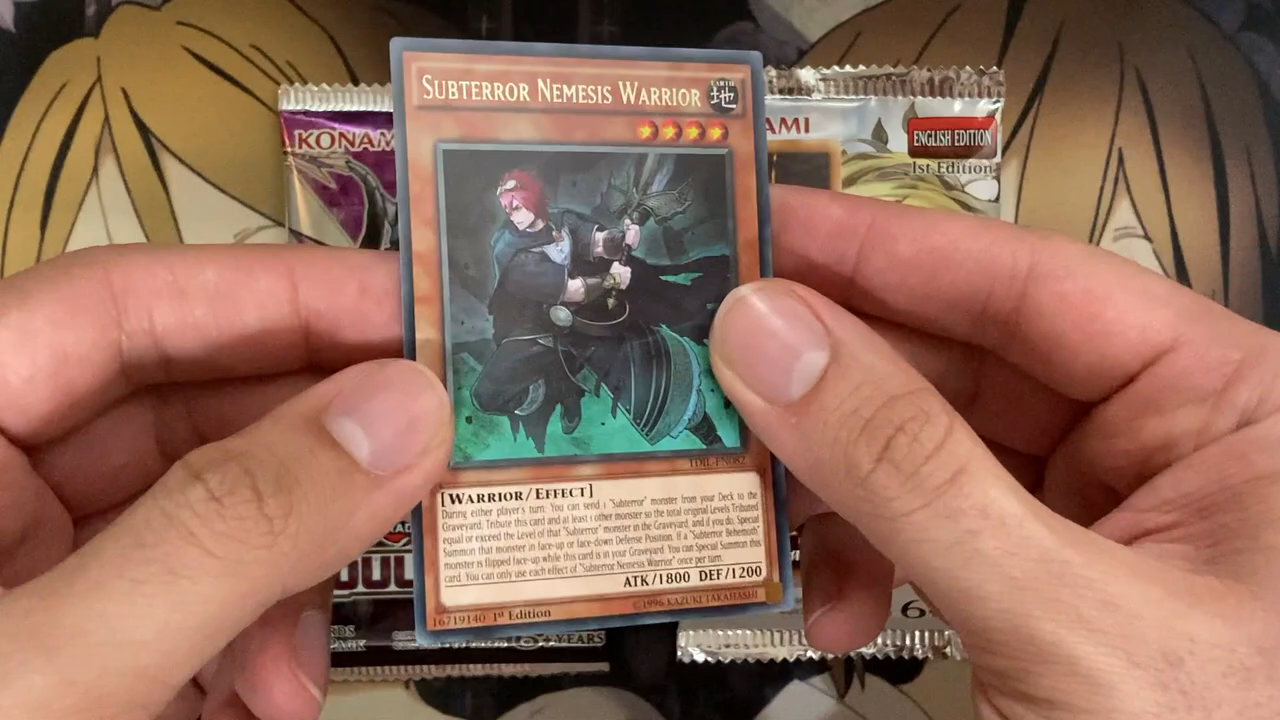 SUBTERROR NEMESIS WARRIOR
EARTH
地
KONAM
AMI
ENGLISH EDITION
1st Edition
TDIL-EN082
[WARRIOR/EFFECT]
During either player's turn: You can send 1 "Subterror" monster from your Deck to the
Graveyard; Tribute this card and at least 1 other monster so the total original Levels Tributed
equal or exceed the Level of that "Subterror" monster in the Graveyard, and if you do, Special
Summon that monster in face-up or face-down Defense Position. If a "Subterror Behemoth"
monster is flipped face-up while this card is in your Graveyard: You can Special Summon this
card. You can only use each effect of "Subterror Nemesis Warrior" once per turn.
ATK/1800 DEF/1200
16719140 1st Edition
©1996 KAZUKI TAKAHASHI
6+ YEARS
6